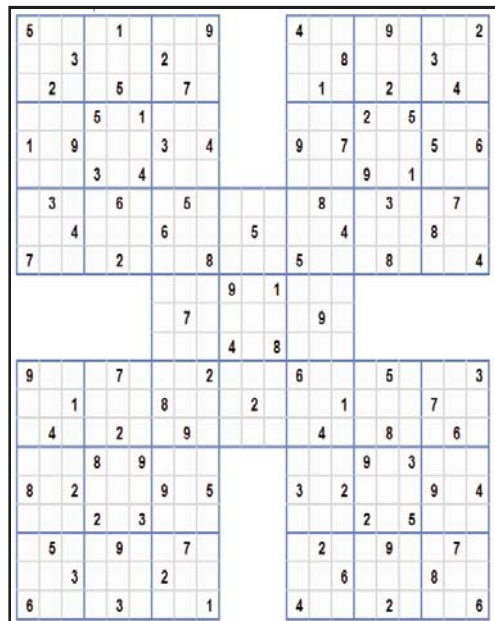 5 1 9 4 9 2
3 2 8 3
2 5 7 1 2 4
5 1 2 5
1 9 3 4 9 7 5 6
3 4 9 1
3 6 5 8 3 7
4 6 5 4 8
7 2 8 5 8 4
9 1
7 9
4 8
9 7 2 6 5 3
1 8 2 1 7
4 2 9 4 8 6
8 9 9 3
8 2 9 5 3 2 9 4
2 3 2 5
5 9 7 2 9 7
3 2 6 8
6 3 1 4 2 6